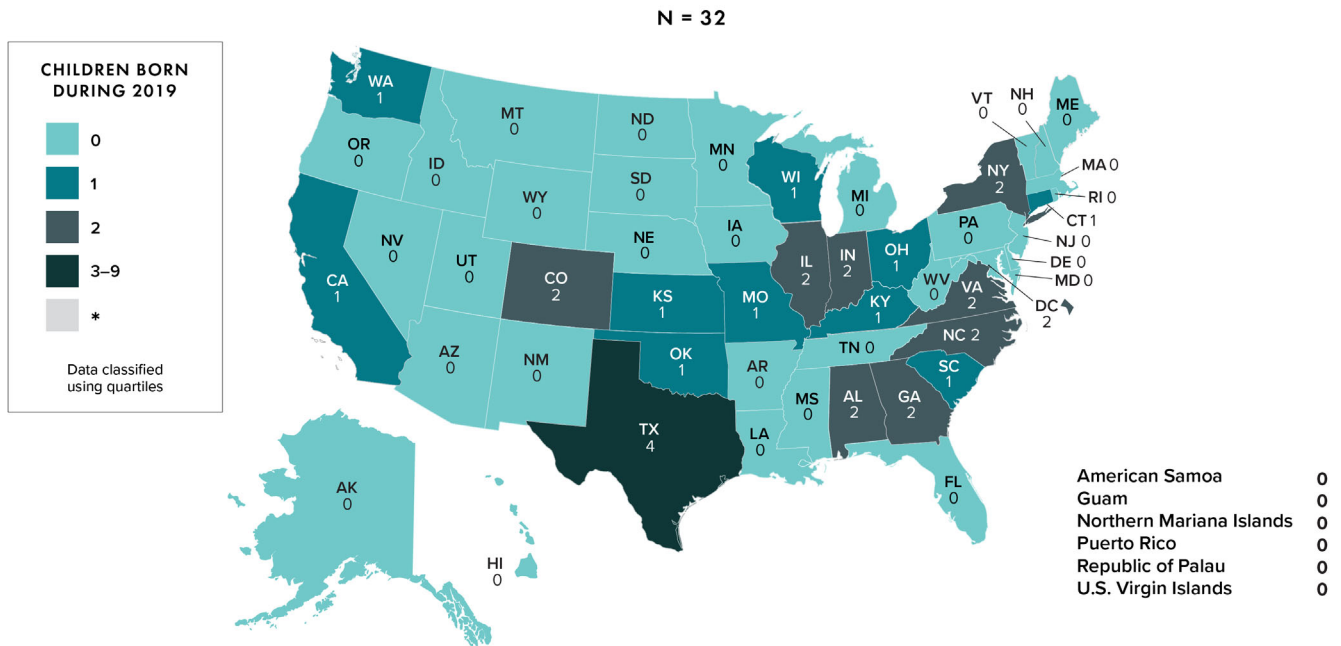 N = 32
CHILDREN BORN
DURING 2019
0
1
2
3–9
*
Data classified
using quartiles
WA
1
OR
0
CA
1
ID
0
NV
0
MT
0
WY
0
UT
0
AZ
0
CO
2
NM
0
ND
0
SD
0
NE
0
KS
1
OK
1
TX
4
MN
0
IA
0
MO
1
AR
0
LA
0
WI
1
IL
2
MI
0
IN
2
OH
1
KY
1
TN 0
MS
0
AL
2
GA
2
FL
0
SC
1
NC 2
VA
2
WV
0
DC
2
PA
0
NY
2
VT
0
NH
0
ME
0
MA 0
RI 0
CT 1
NJ 0
DE 0
MD 0
AK
0
HI
0
American Samoa 0
Guam 0
Northern Mariana Islands 0
Puerto Rico 0
Republic of Palau 0
U.S. Virgin Islands 0